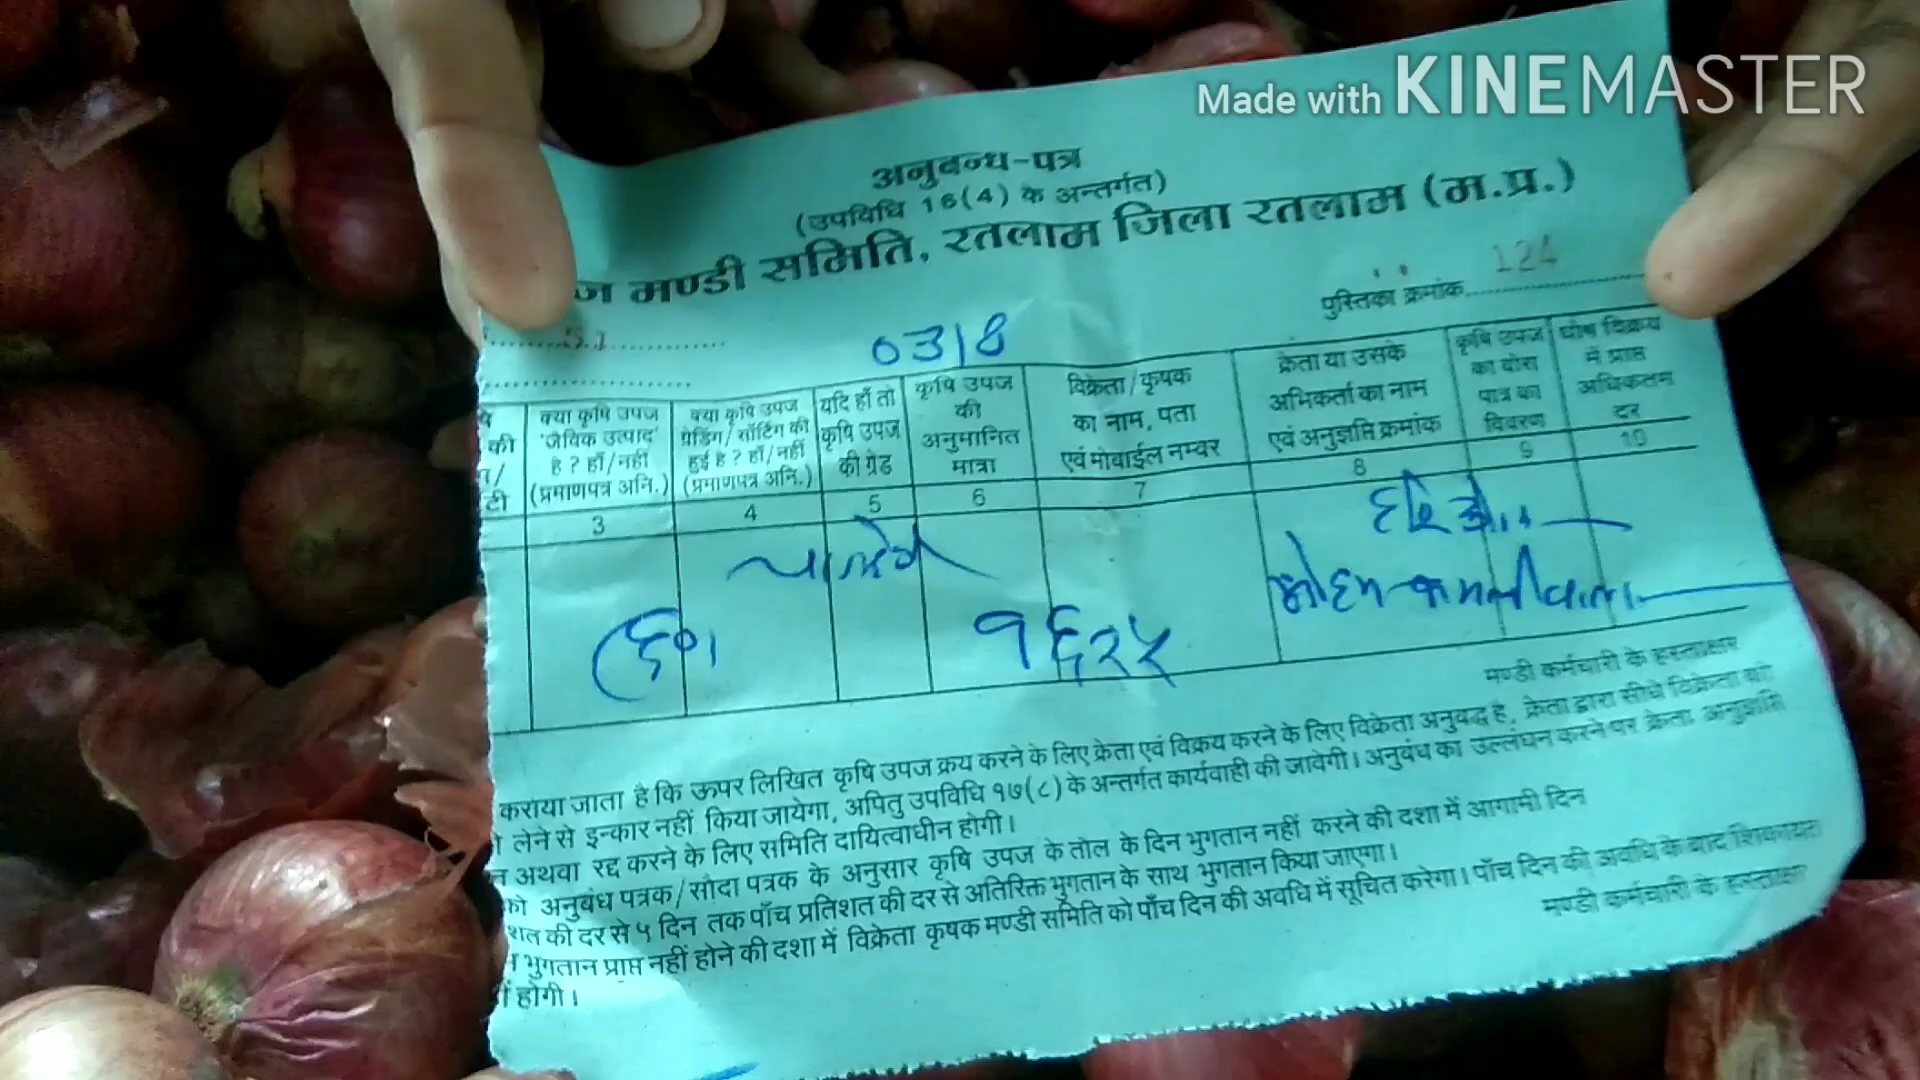 Made with KINEMASTER
अनुबन्ध-पत्र
(उपविधि 16(4) के अन्तर्गत)
ज मण्डी समिति, रतलाम जिला रतलाम (म.प्र.)
पुस्तिका क्रमांक 124
51
0318
की
क्या कृषि उपज 'जैविक उत्पाद' है? हाँ/नहीं (प्रमाणपत्र अनि.)
क्या कृषि उपज ग्रेडिंग/सॉर्टिंग की हुई है? हाँ/नहीं (प्रमाणपत्र अनि.)
यदि हाँ तो कृषि उपज की ग्रेड
कृषि उपज की अनुमानित मात्रा
विक्रेता/कृषक का नाम, पता एवं मोबाईल नम्बर
क्रेता या उसके अभिकर्ता का नाम एवं अनुज्ञप्ति क्रमांक
कृषि उपज का पात्र का विवरण
घोष विक्रय में प्राप्त अधिकतम दर
3 4 5 6 7 8 9 10
१६२५
मण्डी कर्मचारी के हस्ताक्षर
कराया जाता है कि ऊपर लिखित कृषि उपज क्रय करने के लिए क्रेता एवं विक्रय करने के लिए विक्रेता अनुबद्ध है, क्रेता द्वारा सीधे विक्रेता को
लेने से इन्कार नहीं किया जायेगा, अपितु उपविधि १७(८) के अन्तर्गत कार्यवाही की जावेगी। अनुबंध का उल्लंघन करने पर क्रेता अनुज्ञप्ति
अथवा रद्द करने के लिए समिति दायित्वाधीन होगी।
को अनुबंध पत्रक/सौदा पत्रक के अनुसार कृषि उपज के तोल के दिन भुगतान नहीं करने की दशा में आगामी दिन
शत की दर से ५ दिन तक पाँच प्रतिशत की दर से अतिरिक्त भुगतान के साथ भुगतान किया जाएगा।
भुगतान प्राप्त नहीं होने की दशा में विक्रेता कृषक मण्डी समिति को पाँच दिन की अवधि में सूचित करेगा। पाँच दिन की अवधि के बाद शिकायत
होगी।
मण्डी कर्मचारी के हस्ताक्षर